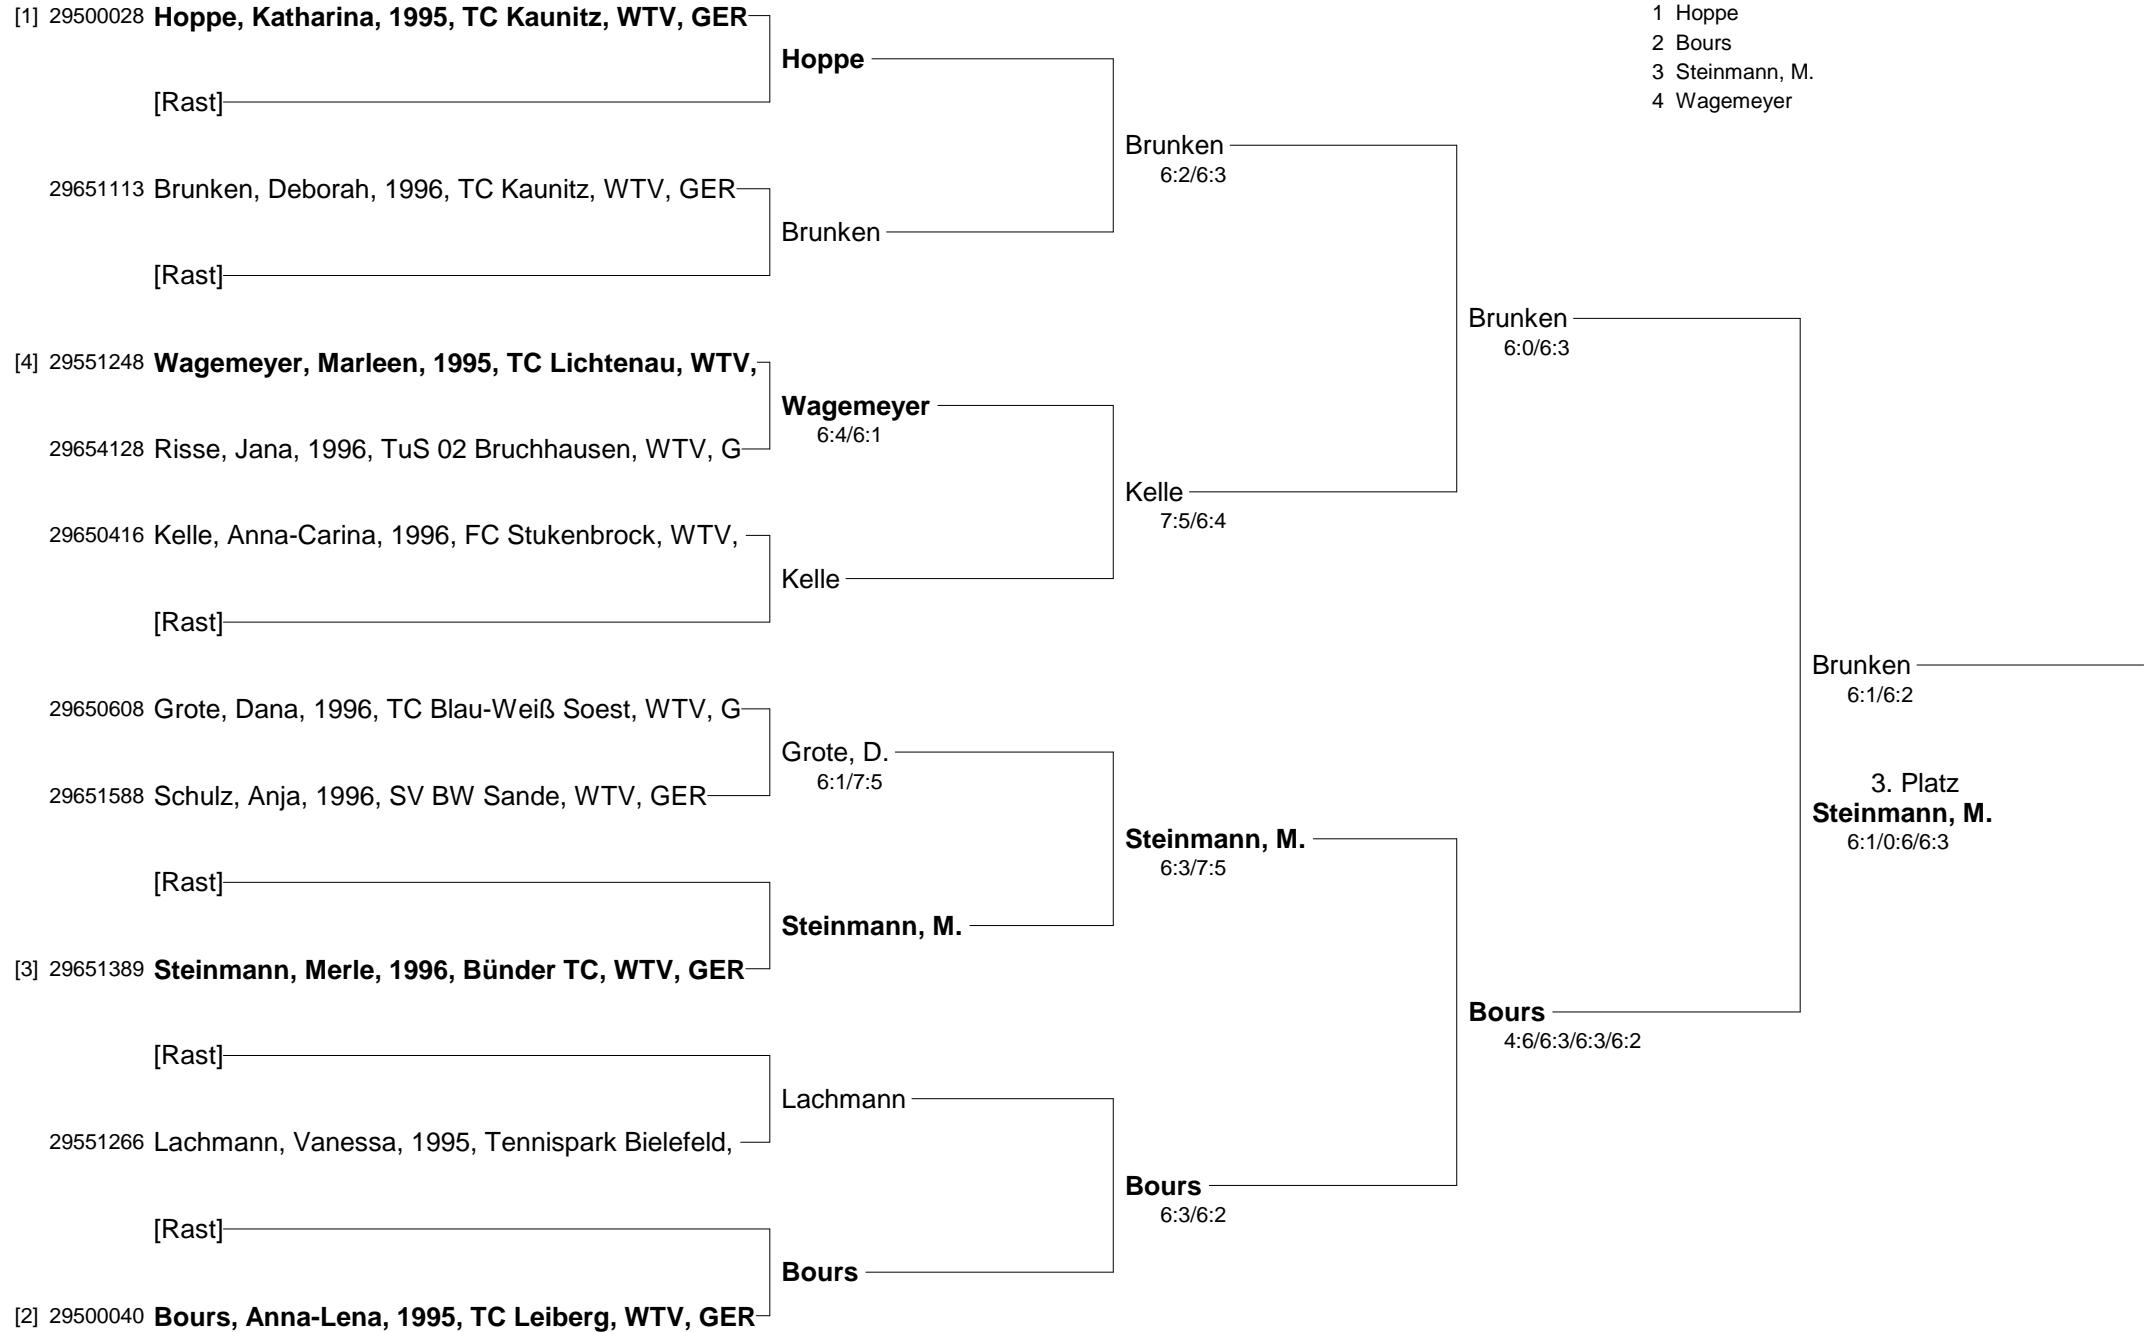 [1] 29500028 Hoppe, Katharina, 1995, TC Kaunitz, WTV, GER
[Rast]
29651113 Brunken, Deborah, 1996, TC Kaunitz, WTV, GER
[Rast]
[4] 29551248 Wagemeyer, Marleen, 1995, TC Lichtenau, WTV,
29654128 Risse, Jana, 1996, TuS 02 Bruchhausen, WTV, G
29650416 Kelle, Anna-Carina, 1996, FC Stukenbrock, WTV,
[Rast]
29650608 Grote, Dana, 1996, TC Blau-Weiß Soest, WTV, G
29651588 Schulz, Anja, 1996, SV BW Sande, WTV, GER
[Rast]
[3] 29651389 Steinmann, Merle, 1996, Bünder TC, WTV, GER
[Rast]
29551266 Lachmann, Vanessa, 1995, Tennispark Bielefeld,
[Rast]
[2] 29500040 Bours, Anna-Lena, 1995, TC Leiberg, WTV, GER
Hoppe
Brunken
Wagemeyer
6:4/6:1
Kelle
Grote, D.
6:1/7:5
Steinmann, M.
Lachmann
Bours
Brunken
6:2/6:3
Kelle
7:5/6:4
Steinmann, M.
6:3/7:5
Bours
6:3/6:2
Brunken
6:0/6:3
Bours
4:6/6:3/6:3/6:2
Brunken
6:1/6:2
3. Platz
Steinmann, M.
6:1/0:6/6:3
1 Hoppe
2 Bours
3 Steinmann, M.
4 Wagemeyer